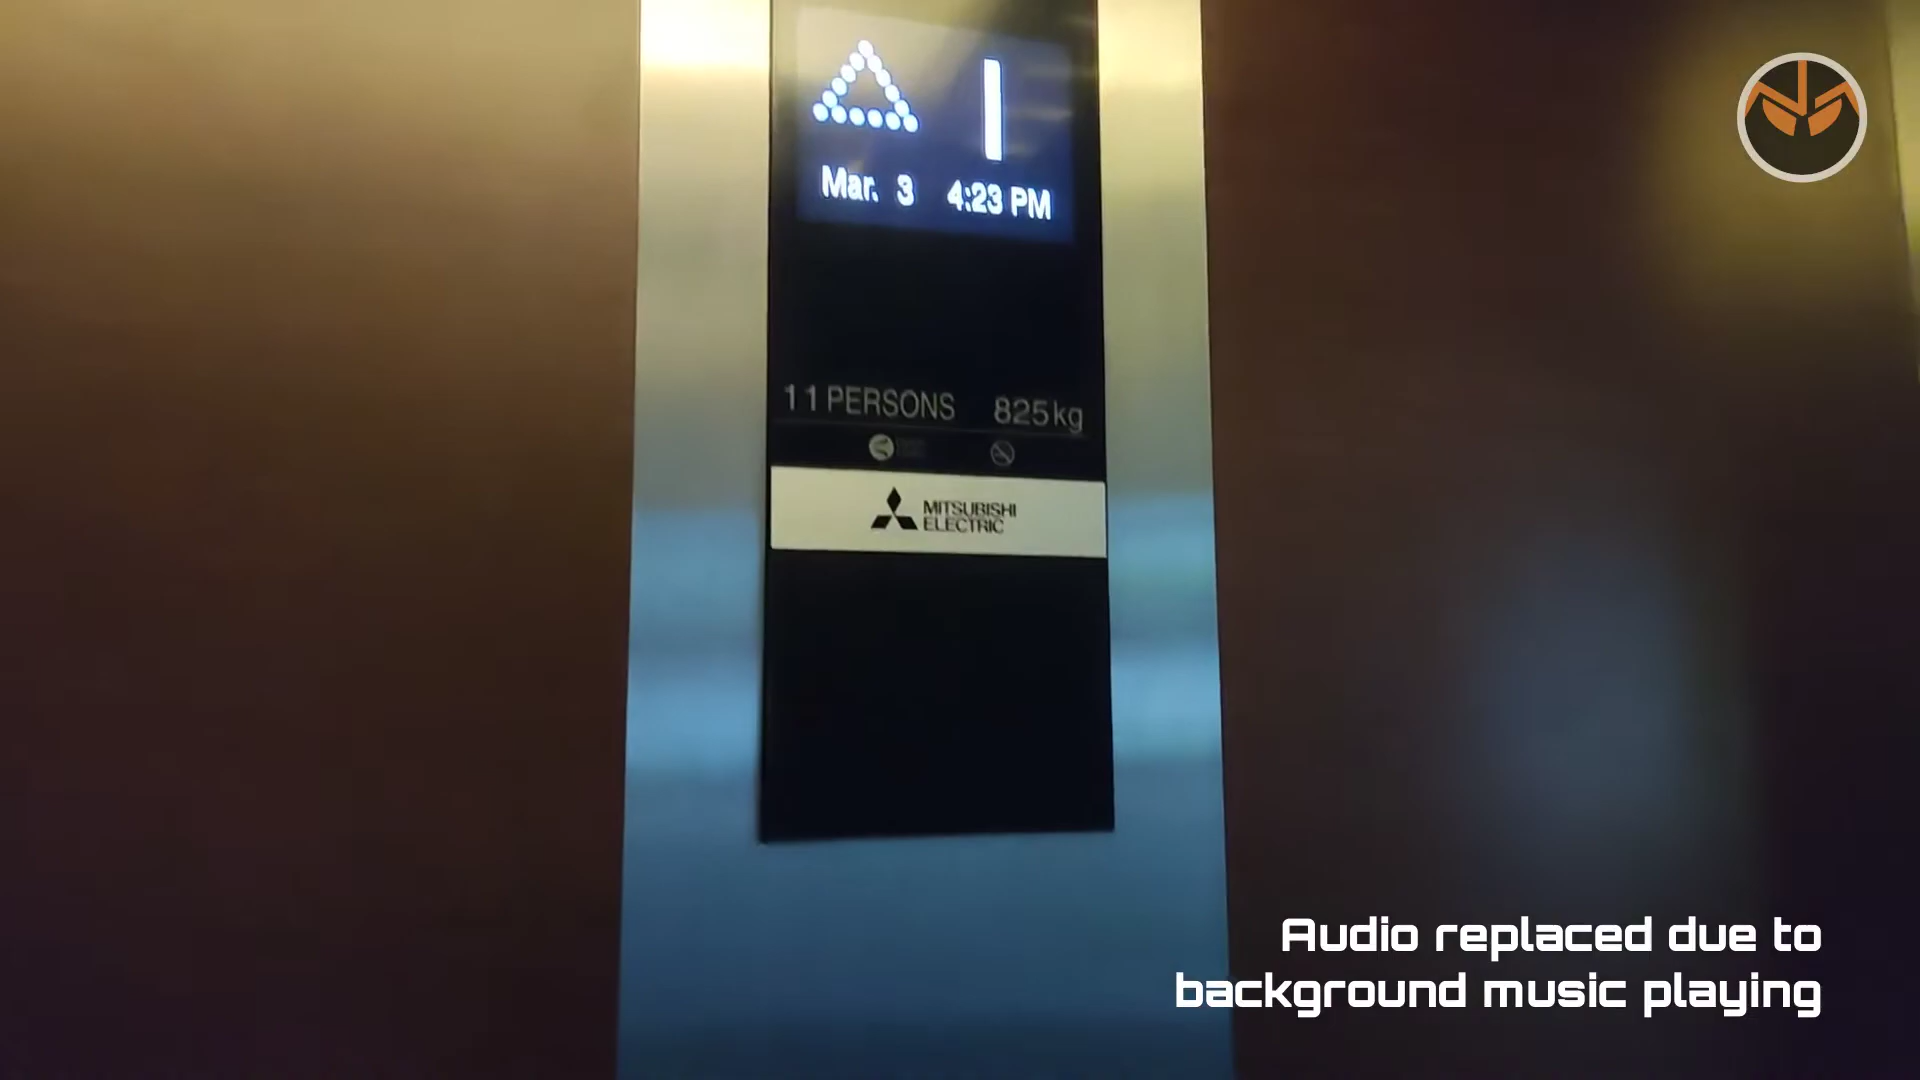 1
Mar. 3 4:23 PM
11 PERSONS 825kg
MITSUBISHI
ELECTRIC
Audio replaced due to
background music playing